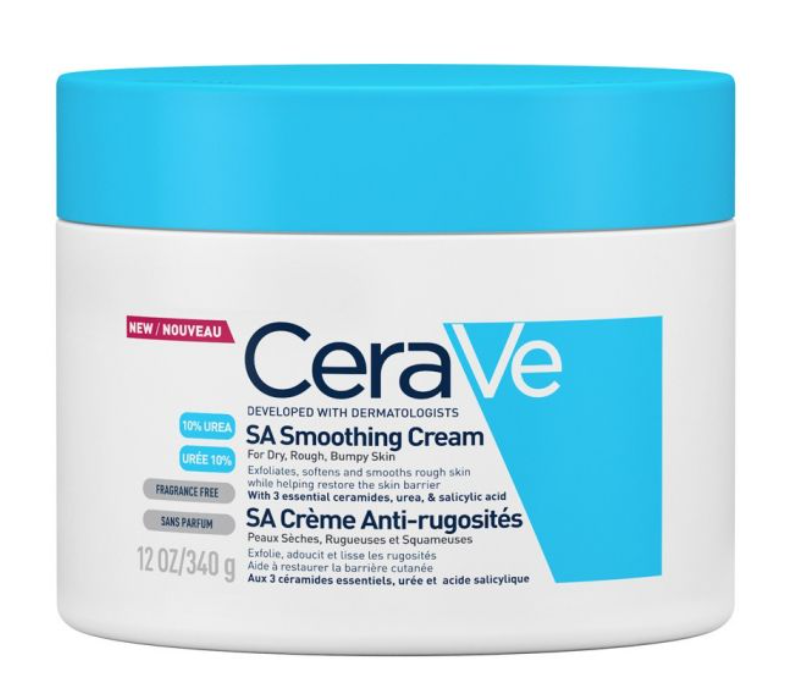 NEW / NOUVEAU
CeraVe
DEVELOPED WITH DERMATOLOGISTS
10% UREA
SA Smoothing Cream
For Dry, Rough, Bumpy Skin
URÉE 10%
Exfoliates, softens and smooths rough skin
while helping restore the skin barrier
FRAGRANCE FREE
With 3 essential ceramides, urea, & salicylic acid
SANS PARFUM
SA Crème Anti-rugosités
Peaux Sèches, Rugueuses et Squameuses
12 OZ/340 g
Exfolie, adoucit et lisse les rugosités
Aide à restaurer la barrière cutanée
Aux 3 céramides essentiels, urée et acide salicylique